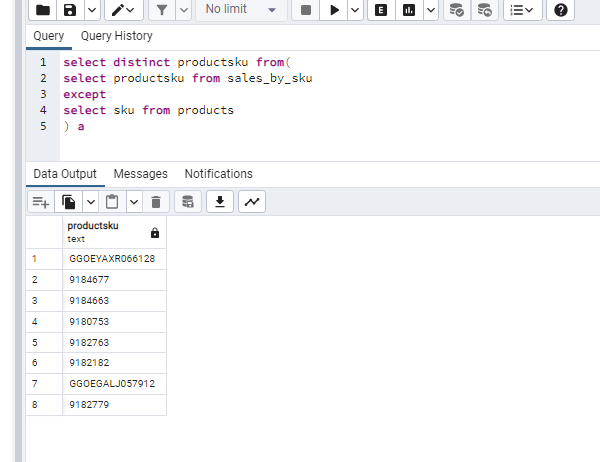 No limit
E
Query Query History
1 select distinct productsku from(
2 select productsku from sales_by_sku
3 except
4 select sku from products
5 ) a
Data Output Messages Notifications
productsku
text
1 GGOEYAXR066128
2 9184677
3 9184663
4 9180753
5 9182763
6 9182182
7 GGOEGALJ057912
8 9182779